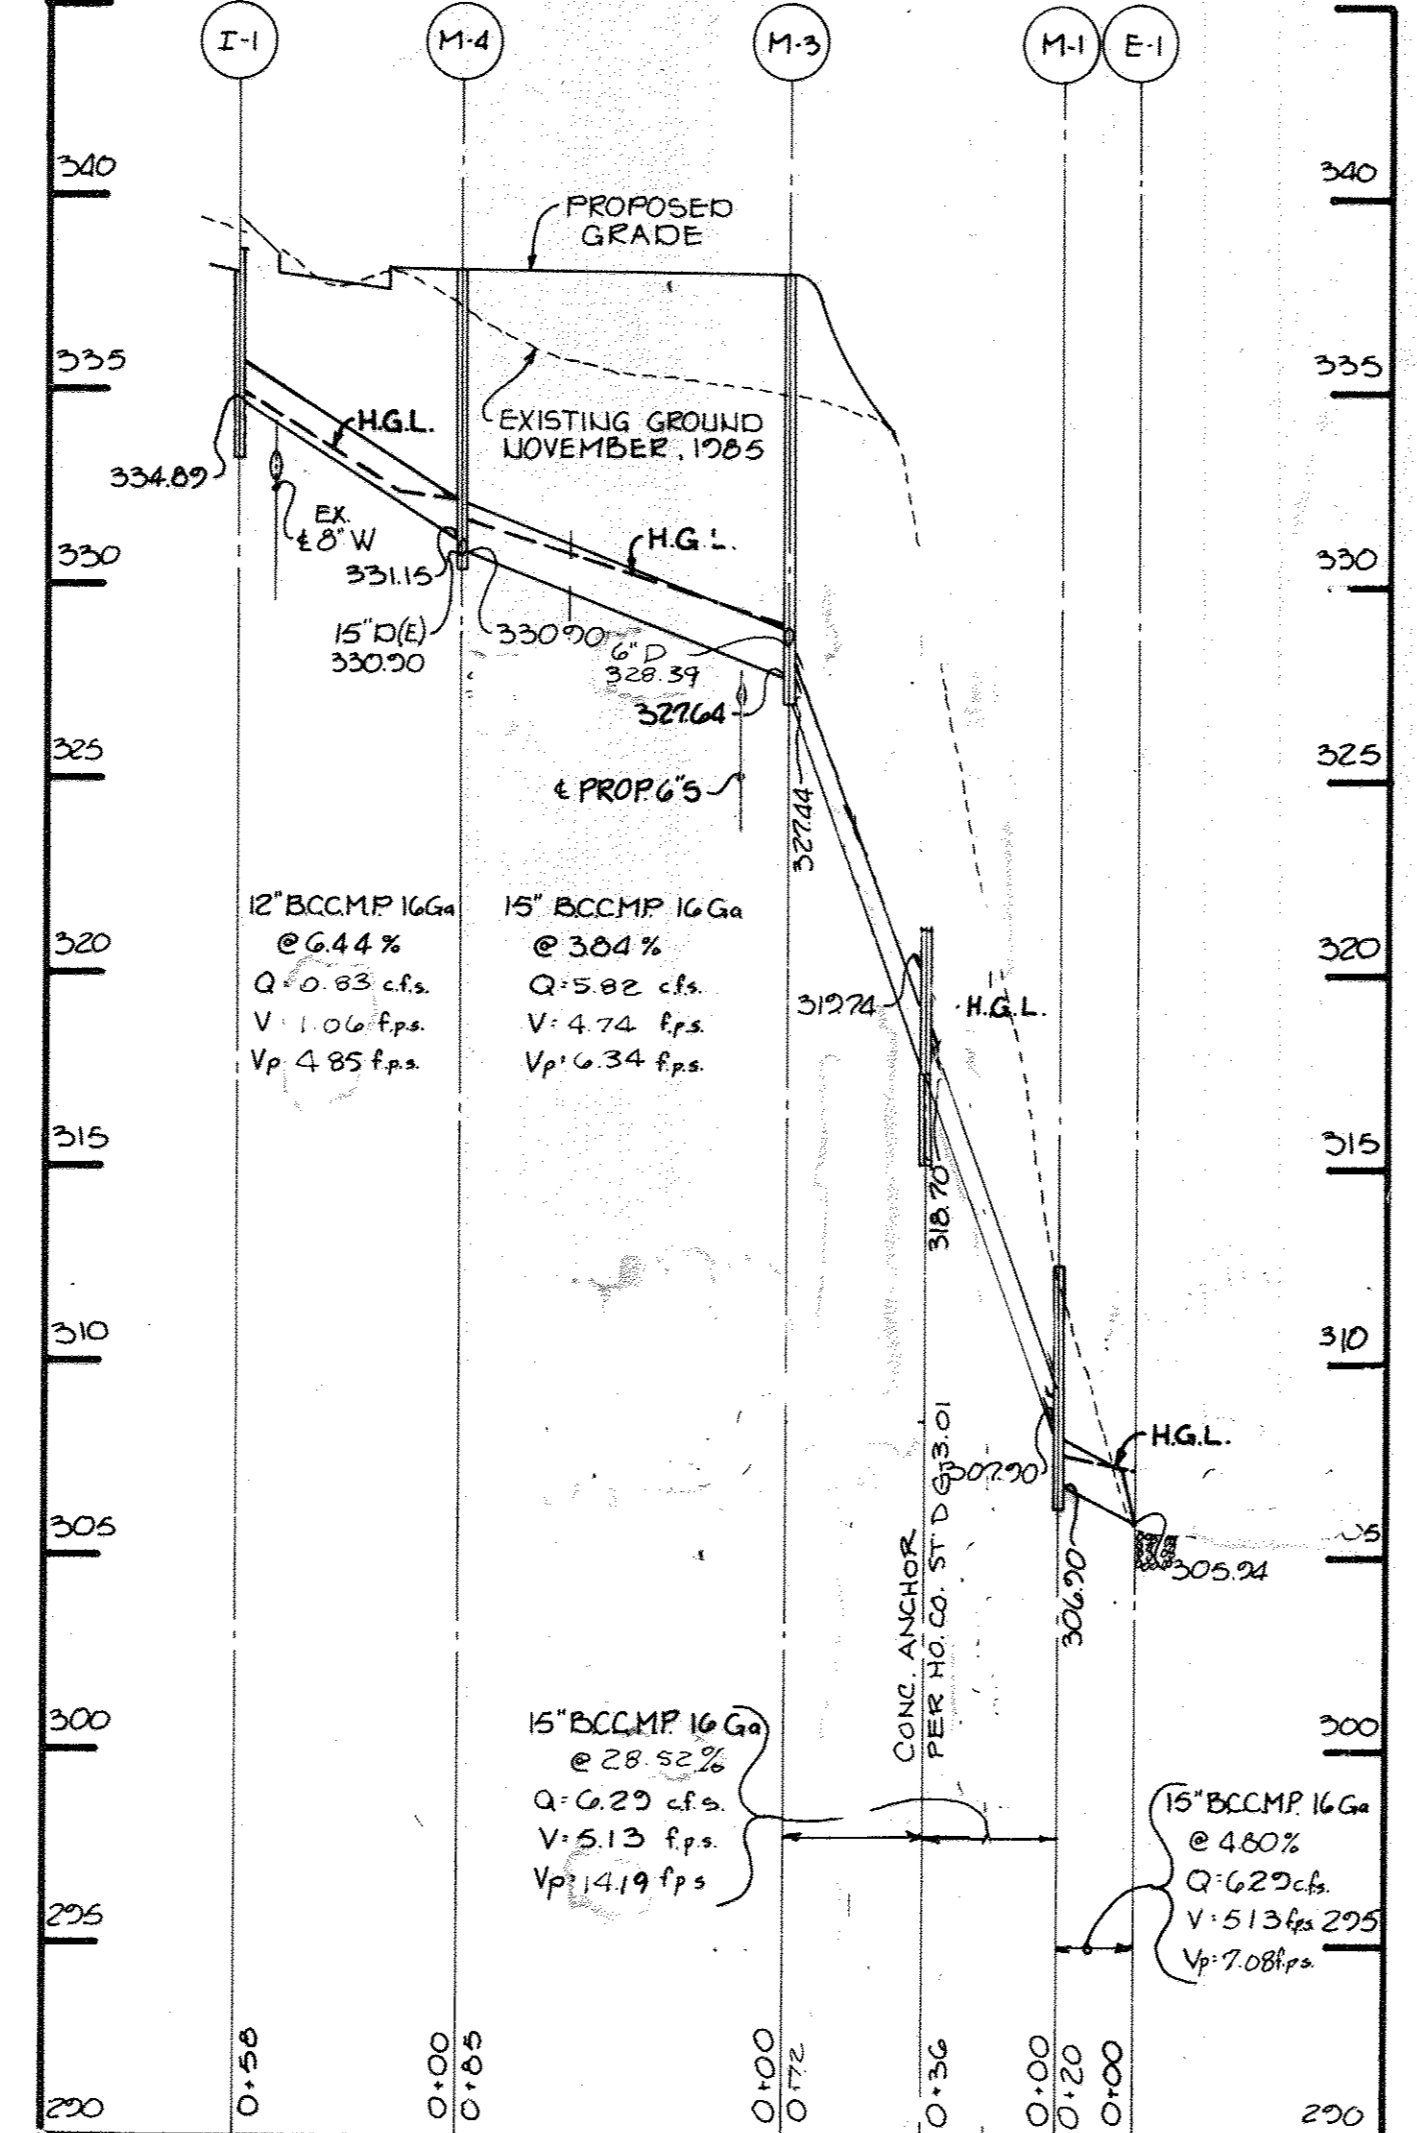 I-1
M-4
M-3
M-1
E-1
340
340
PROPOSED
GRADE
335
335
H.G.L.
EXISTING GROUND
NOVEMBER, 1985
334.89
EX.
℄ 8" W
330
330
331.15
H.G.L.
15" D(E)
330.90
330.90
6" D
328.39
327.64
325
325
℄ PROP. 6" S
327.44
12" B.C.C.M.P. 16 Ga
@ 6.44 %
Q = 0.83 c.f.s.
V = 1.06 f.p.s.
Vp 4.85 f.p.s.
15" B.C.C.M.P. 16 Ga
@ 3.84 %
Q = 5.82 c.f.s.
V = 4.74 f.p.s.
Vp = 6.34 f.p.s.
320
320
319.74
H.G.L.
315
315
318.70
310
310
H.G.L.
307.90
305
306.90
305.94
CONC. ANCHOR
PER HO. CO. ST'D G-3.01
300
300
15" B.C.C.M.P. 16 Ga
@ 28.52 %
Q = 6.29 c.f.s.
V = 5.13 f.p.s.
Vp = 14.19 f.p.s
15" B.C.C.M.P. 16 Ga
@ 4.80%
Q = 6.29 c.f.s.
V = 5.13 f.p.s.
Vp = 7.08 f.p.s.
295
295
0+58
0+00
0+85
0+00
0+72
0+36
0+00
0+20
0+00
290
290